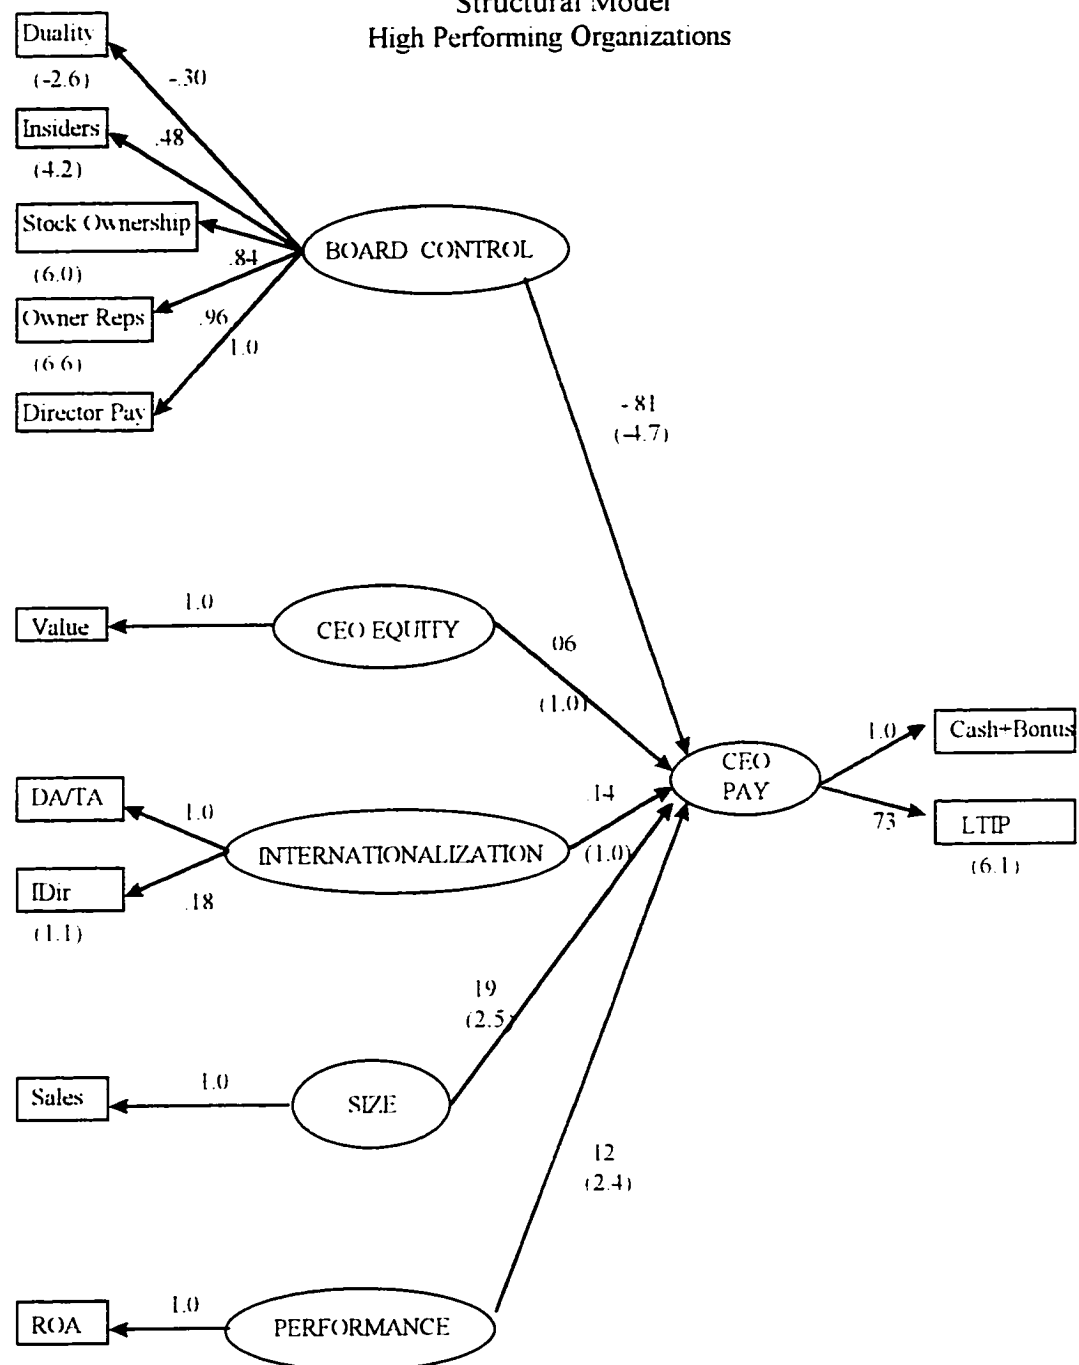 Structural Model
High Performing Organizations
Duality
(-2.6)
-.30
Insiders
.48
(4.2)
Stock Ownership
.84
(6.0)
BOARD CONTROL
Owner Reps
.96
(6.6)
1.0
Director Pay
-.81
(-4.7)
Value
1.0
CEO EQUITY
06
(1.0)
CEO
PAY
1.0
Cash+Bonus
73
LTIP
(6.1)
DA/TA
1.0
INTERNATIONALIZATION
.14
(1.0)
IDir
.18
(1.1)
19
(2.5)
Sales
1.0
SIZE
12
(2.4)
ROA
1.0
PERFORMANCE